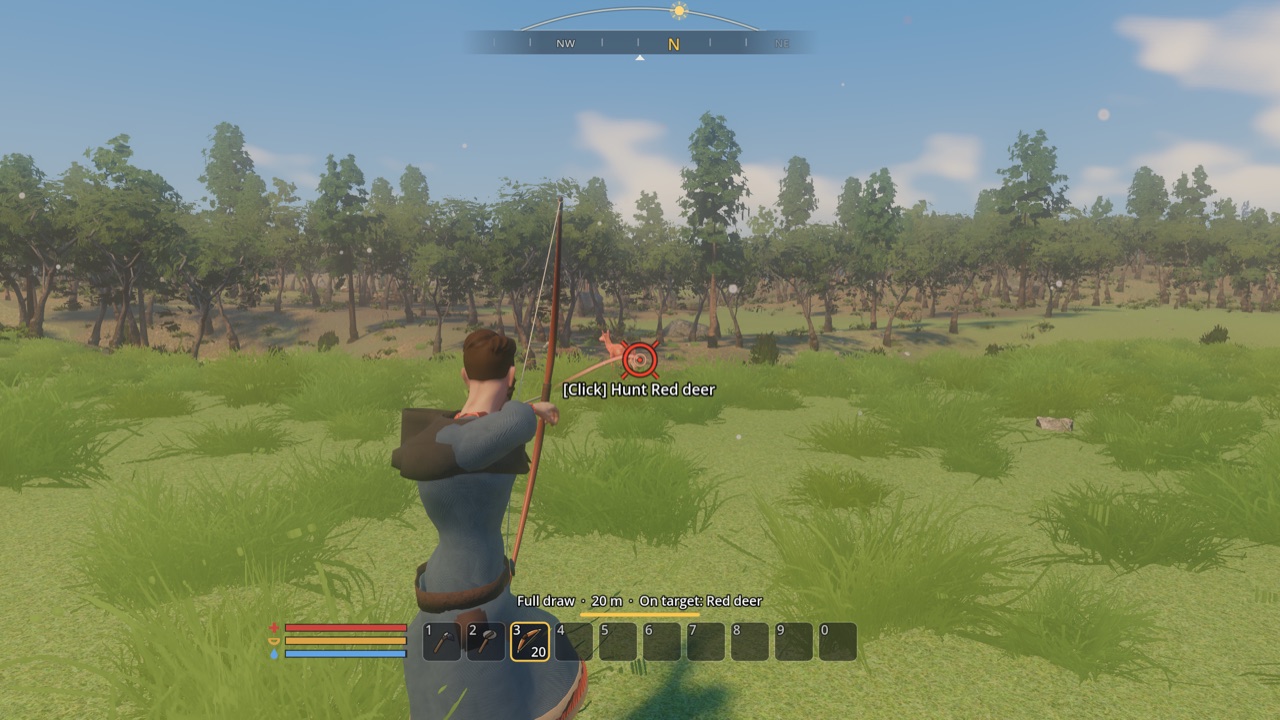 NW N NE
[Click] Hunt Red deer
Full draw · 20 m · On target: Red deer
1 2 3 4 5 6 7 8 9 0
20